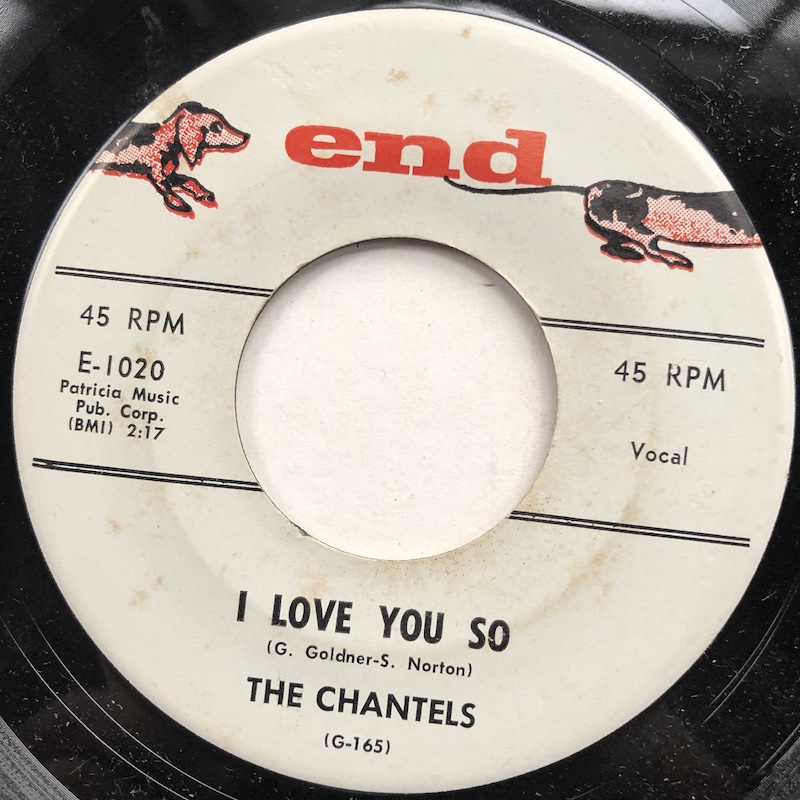 end
45 RPM
E-1020
Patricia Music
Pub. Corp.
(BMI) 2:17
45 RPM
Vocal
I LOVE YOU SO
(G. Goldner-S. Norton)
THE CHANTELS
(G-165)